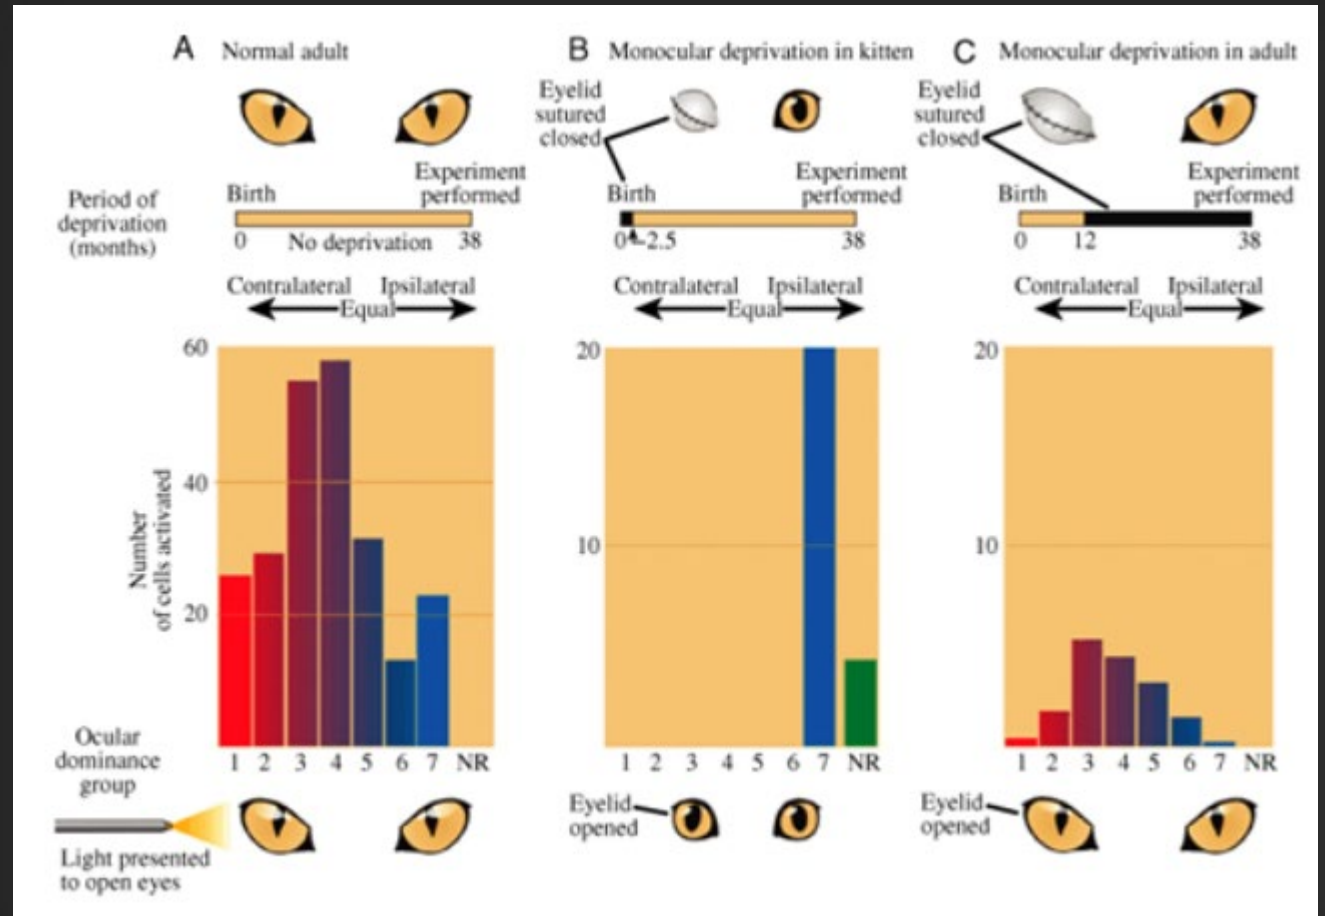 A Normal adult
B Monocular deprivation in kitten
C Monocular deprivation in adult
Eyelid
sutured
closed
Eyelid
sutured
closed
Period of
deprivation
(months)
Birth
Experiment
performed
0 No deprivation 38
Birth
Experiment
performed
0 2.5 38
Birth
Experiment
performed
0 12 38
Contralateral Ipsilateral
Equal
Contralateral Ipsilateral
Equal
Contralateral Ipsilateral
Equal
Number
of cells activated
60
40
20
20
10
20
10
Ocular
dominance
group
1 2 3 4 5 6 7 NR
1 2 3 4 5 6 7 NR
1 2 3 4 5 6 7 NR
Light presented
to open eyes
Eyelid
opened
Eyelid
opened